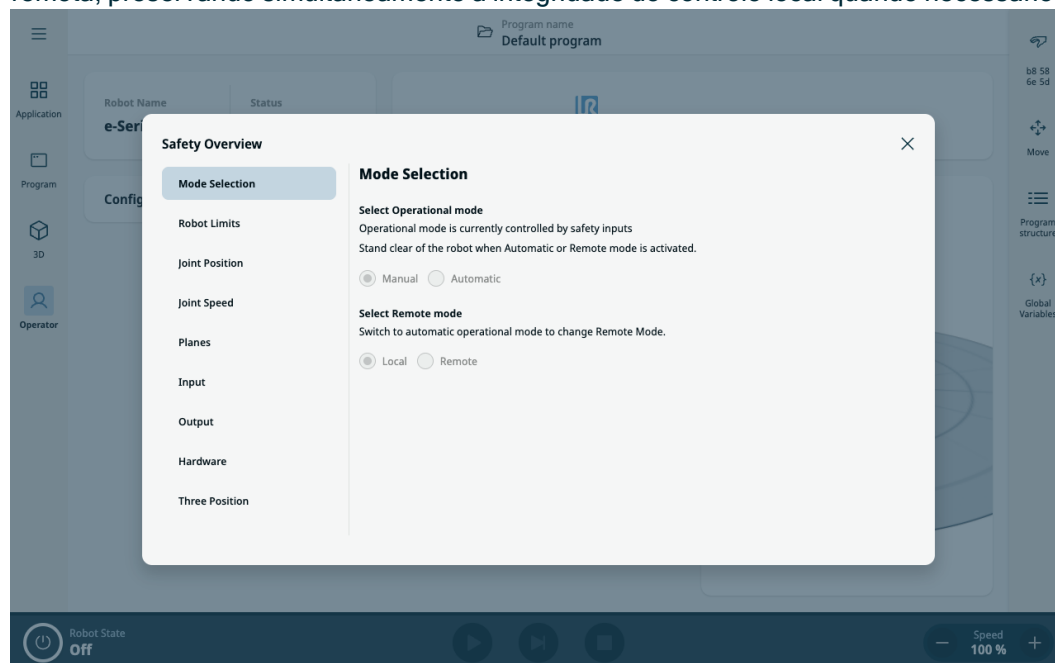 remota, preservando simultaneamente a integridade do controlo local quando necessário
Program name
Default program
b8 58
6e 5d
Application
Robot Name
Status
e-Seri
Safety Overview
Mode Selection
Robot Limits
Joint Position
Joint Speed
Planes
Input
Output
Hardware
Three Position
Mode Selection
Select Operational mode
Operational mode is currently controlled by safety inputs
Stand clear of the robot when Automatic or Remote mode is activated.
Manual
Automatic
Select Remote mode
Switch to automatic operational mode to change Remote Mode.
Local
Remote
Move
Program
Config
Program
structure
3D
{x}
Global
Variables
Operator
Robot State
Off
Speed
100 %